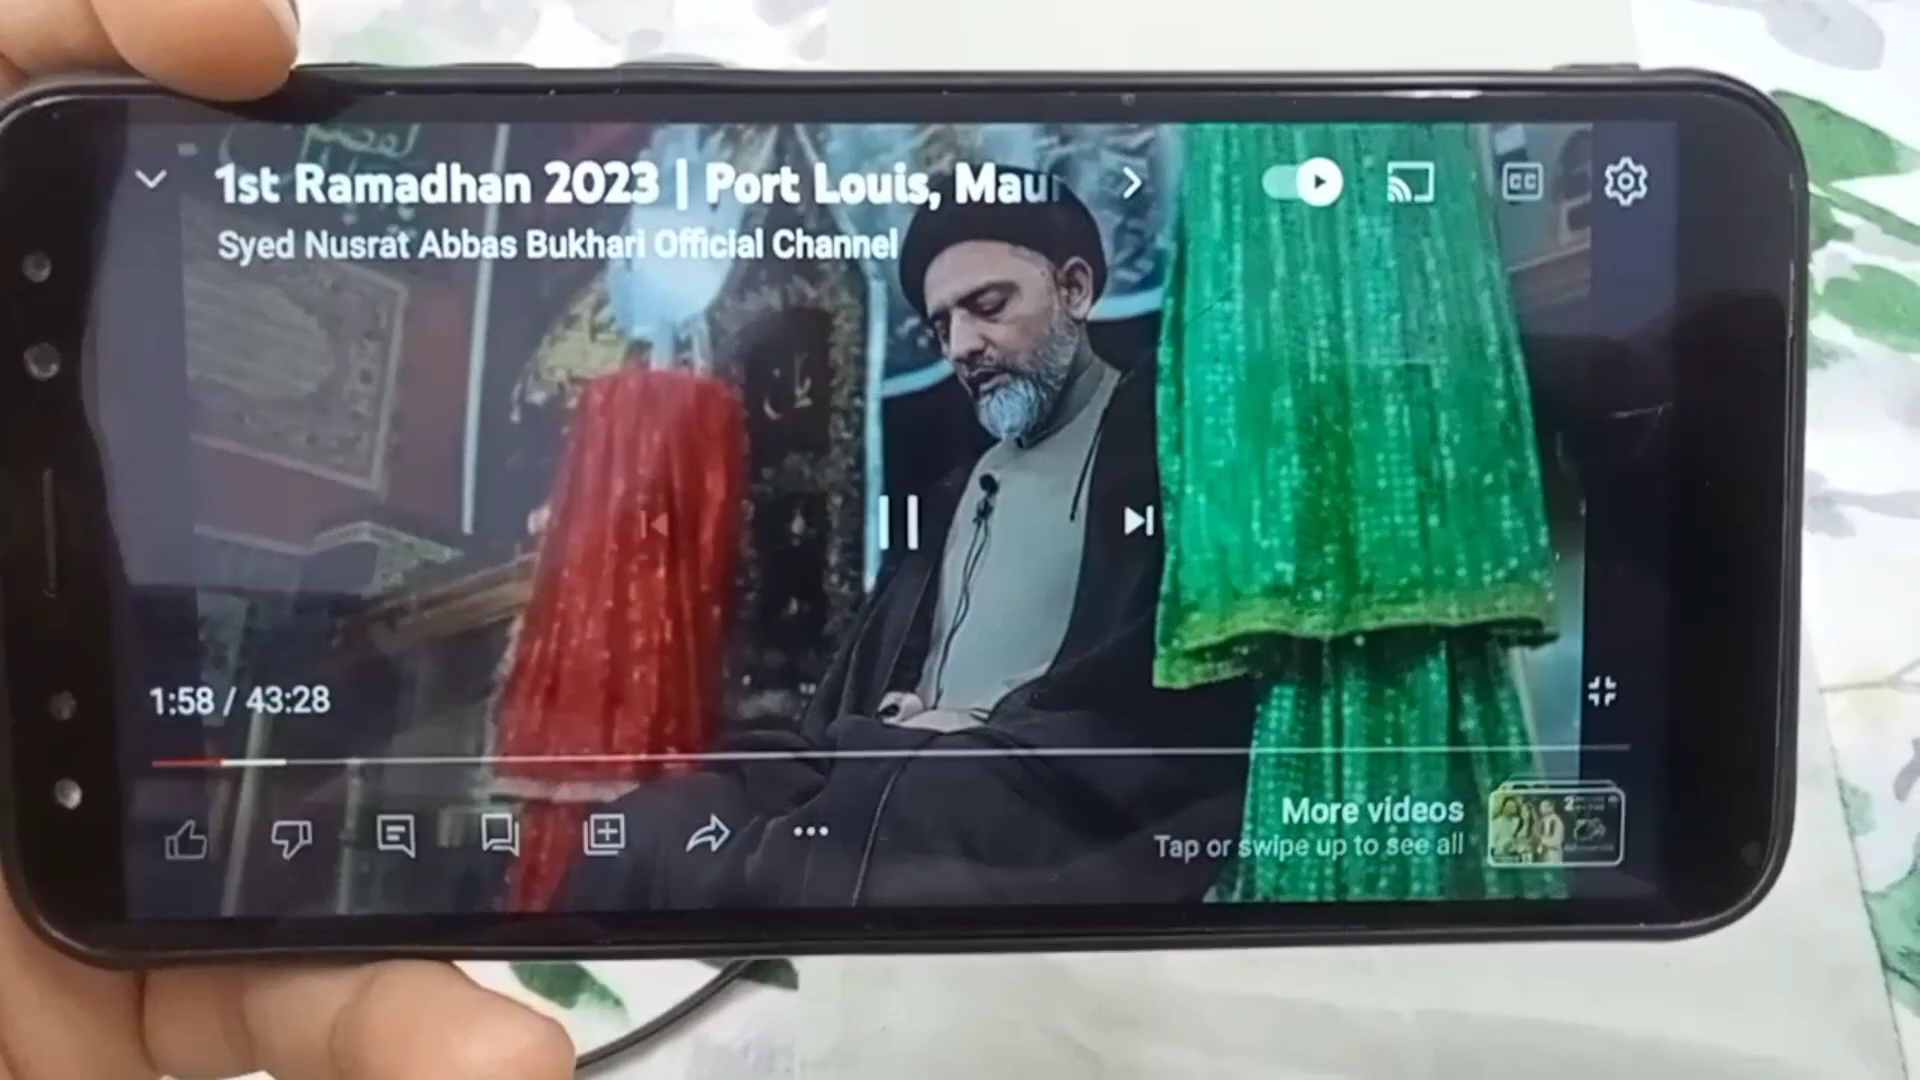 1st Ramadhan 2023 | Port Louis, Mau
Syed Nusrat Abbas Bukhari Official Channel
CC
1:58 / 43:28
More videos
Tap or swipe up to see all